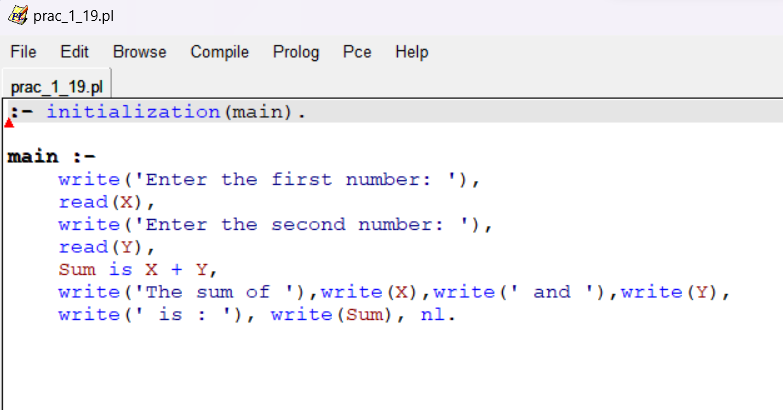 prac_1_19.pl
File Edit Browse Compile Prolog Pce Help
prac_1_19.pl
:- initialization(main).
main :-
    write('Enter the first number: '),
    read(X),
    write('Enter the second number: '),
    read(Y),
    Sum is X + Y,
    write('The sum of '),write(X),write(' and '),write(Y),
    write(' is : '), write(Sum), nl.